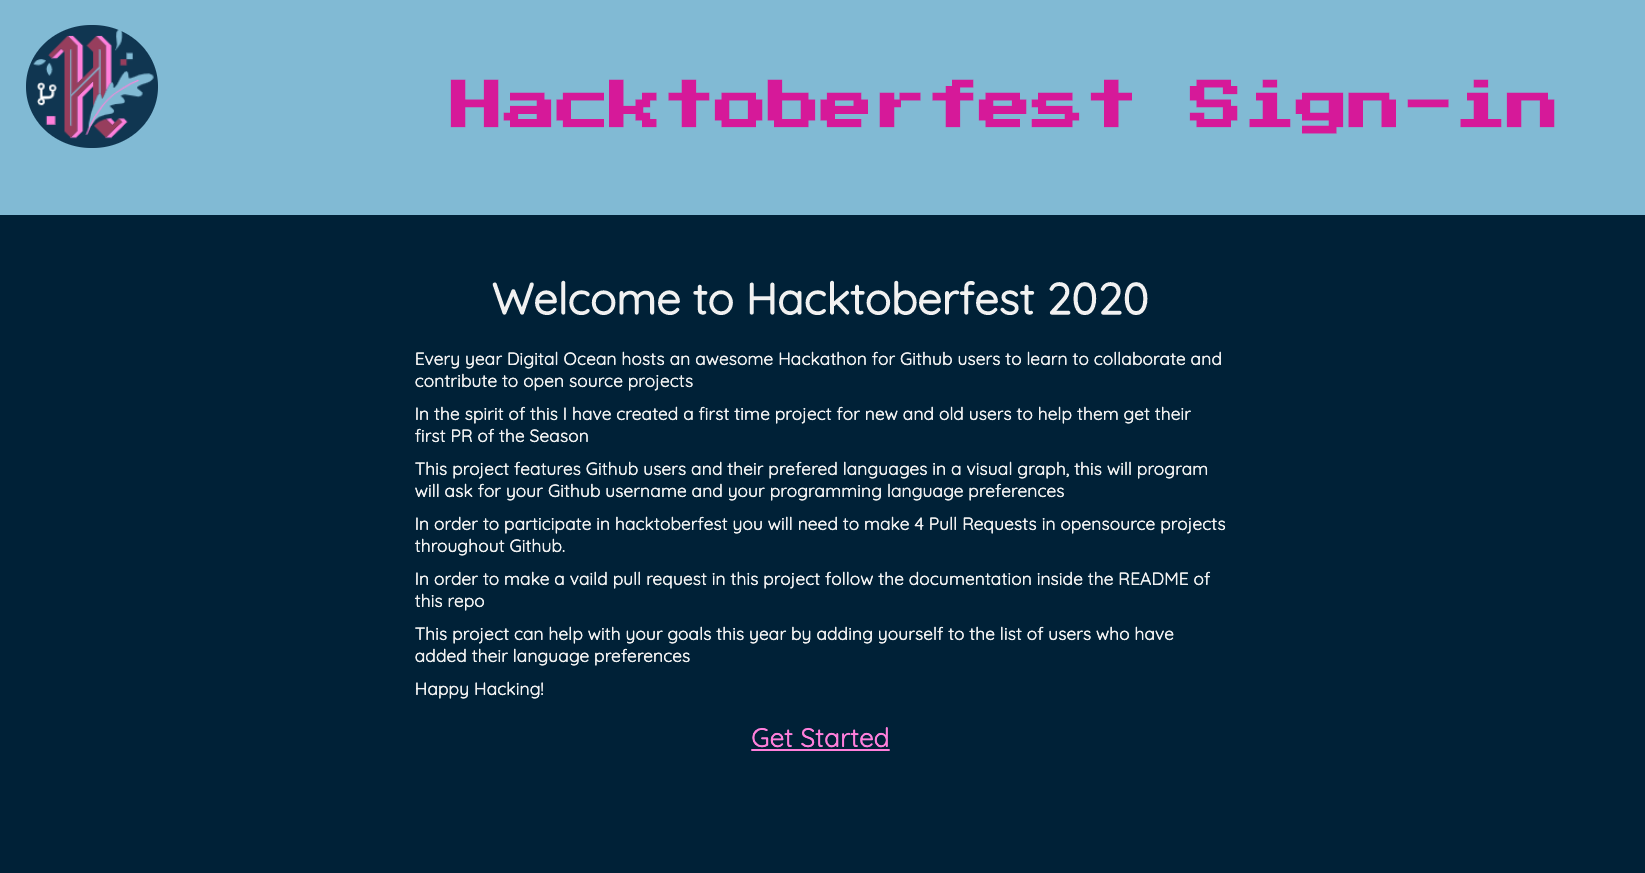 Hacktoberfest Sign-in
Welcome to Hacktoberfest 2020
Every year Digital Ocean hosts an awesome Hackathon for Github users to learn to collaborate and
contribute to open source projects
In the spirit of this I have created a first time project for new and old users to help them get their
first PR of the Season
This project features Github users and their prefered languages in a visual graph, this will program
will ask for your Github username and your programming language preferences
In order to participate in hacktoberfest you will need to make 4 Pull Requests in opensource projects
throughout Github.
In order to make a vaild pull request in this project follow the documentation inside the README of
this repo
This project can help with your goals this year by adding yourself to the list of users who have
added their language preferences
Happy Hacking!
Get Started